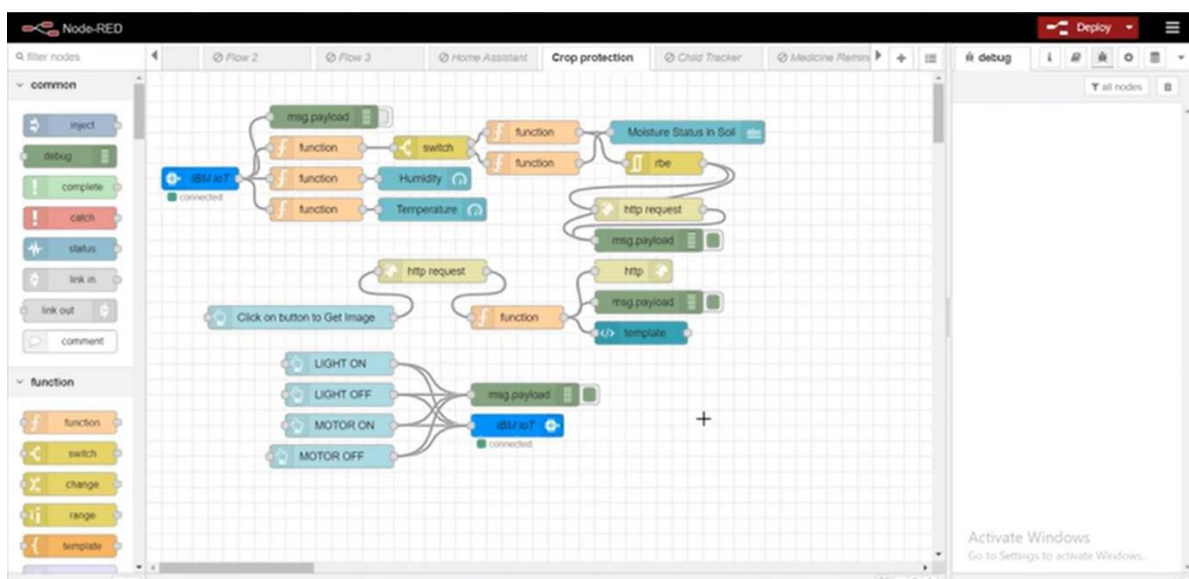 Node-RED
Deploy
filter nodes
Flow 2
Flow 3
Home Assistant
Crop protection
Child Tracker
Medicine Remin
debug
i
all nodes
common
inject
debug
complete
catch
status
link in
link out
comment
function
function
switch
change
range
template
msg.payload
function
switch
function
Moisture Status in Soil
abc
function
rbe
IBM IoT
connected
function
Humidity
function
Temperature
http request
msg.payload
http request
http
msg.payload
Click on button to Get Image
function
template
LIGHT ON
LIGHT OFF
msg.payload
MOTOR ON
IBM IoT
connected
MOTOR OFF
Activate Windows
Go to Settings to activate Windows.